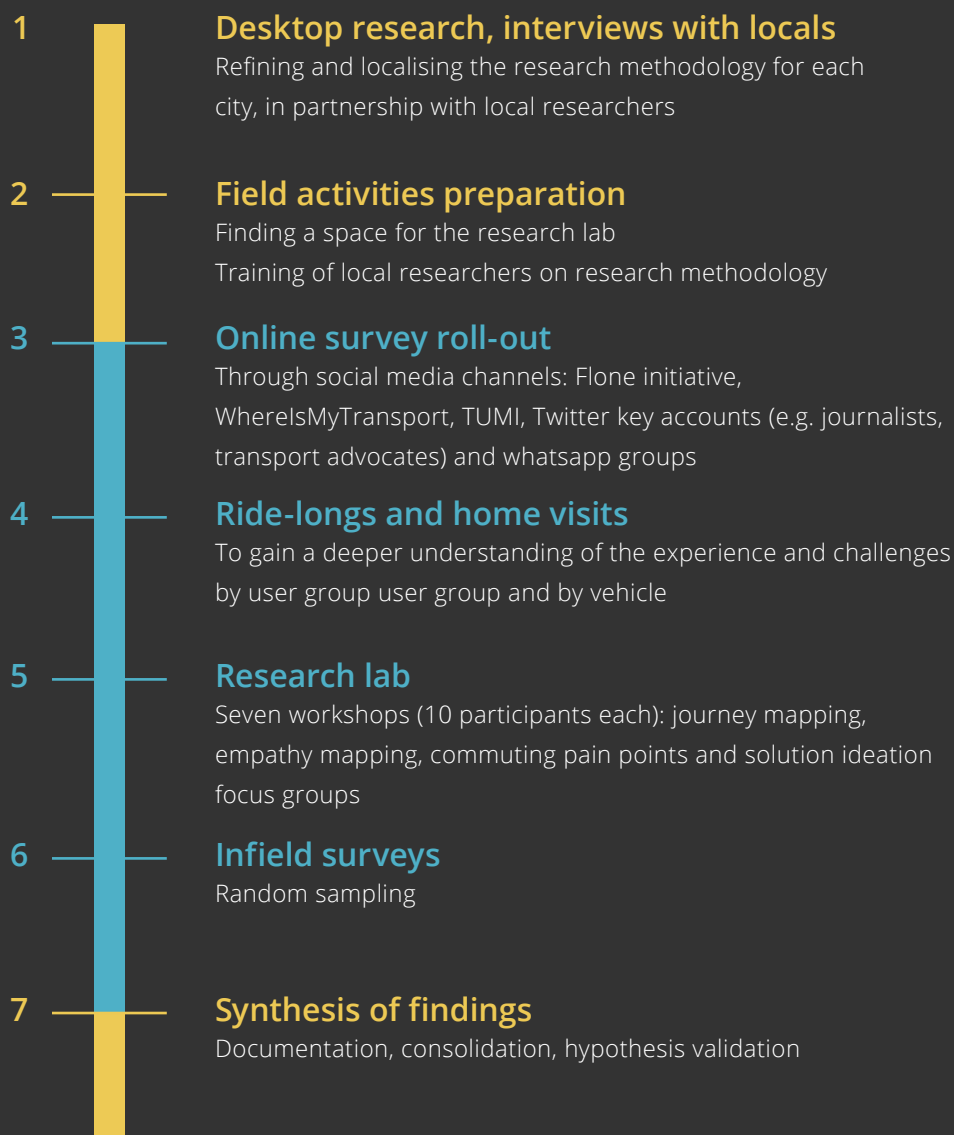 1
Desktop research, interviews with locals
Refining and localising the research methodology for each
city, in partnership with local researchers
2
Field activities preparation
Finding a space for the research lab
Training of local researchers on research methodology
3
Online survey roll-out
Through social media channels: Flone initiative,
WhereIsMyTransport, TUMI, Twitter key accounts (e.g. journalists,
transport advocates) and whatsapp groups
4
Ride-longs and home visits
To gain a deeper understanding of the experience and challenges
by user group user group and by vehicle
5
Research lab
Seven workshops (10 participants each): journey mapping,
empathy mapping, commuting pain points and solution ideation
focus groups
6
Infield surveys
Random sampling
7
Synthesis of findings
Documentation, consolidation, hypothesis validation